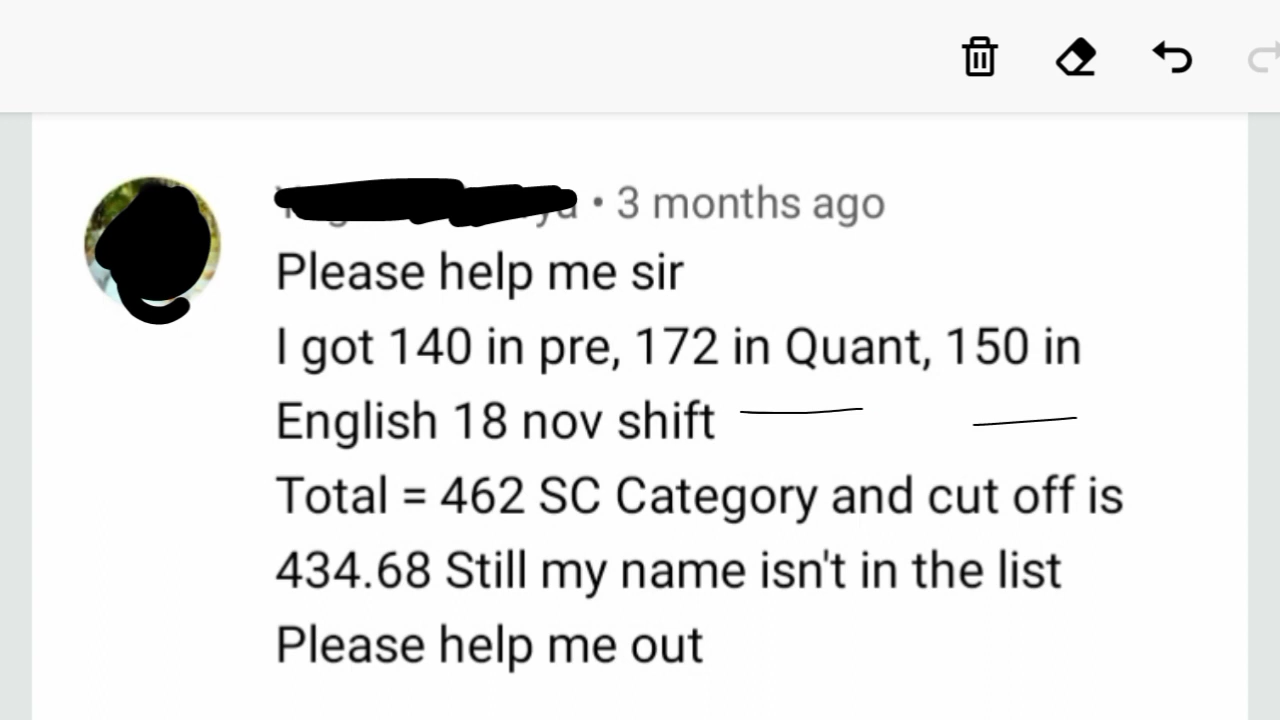 • 3 months ago
Please help me sir
I got 140 in pre, 172 in Quant, 150 in
English 18 nov shift
Total = 462 SC Category and cut off is
434.68 Still my name isn't in the list
Please help me out